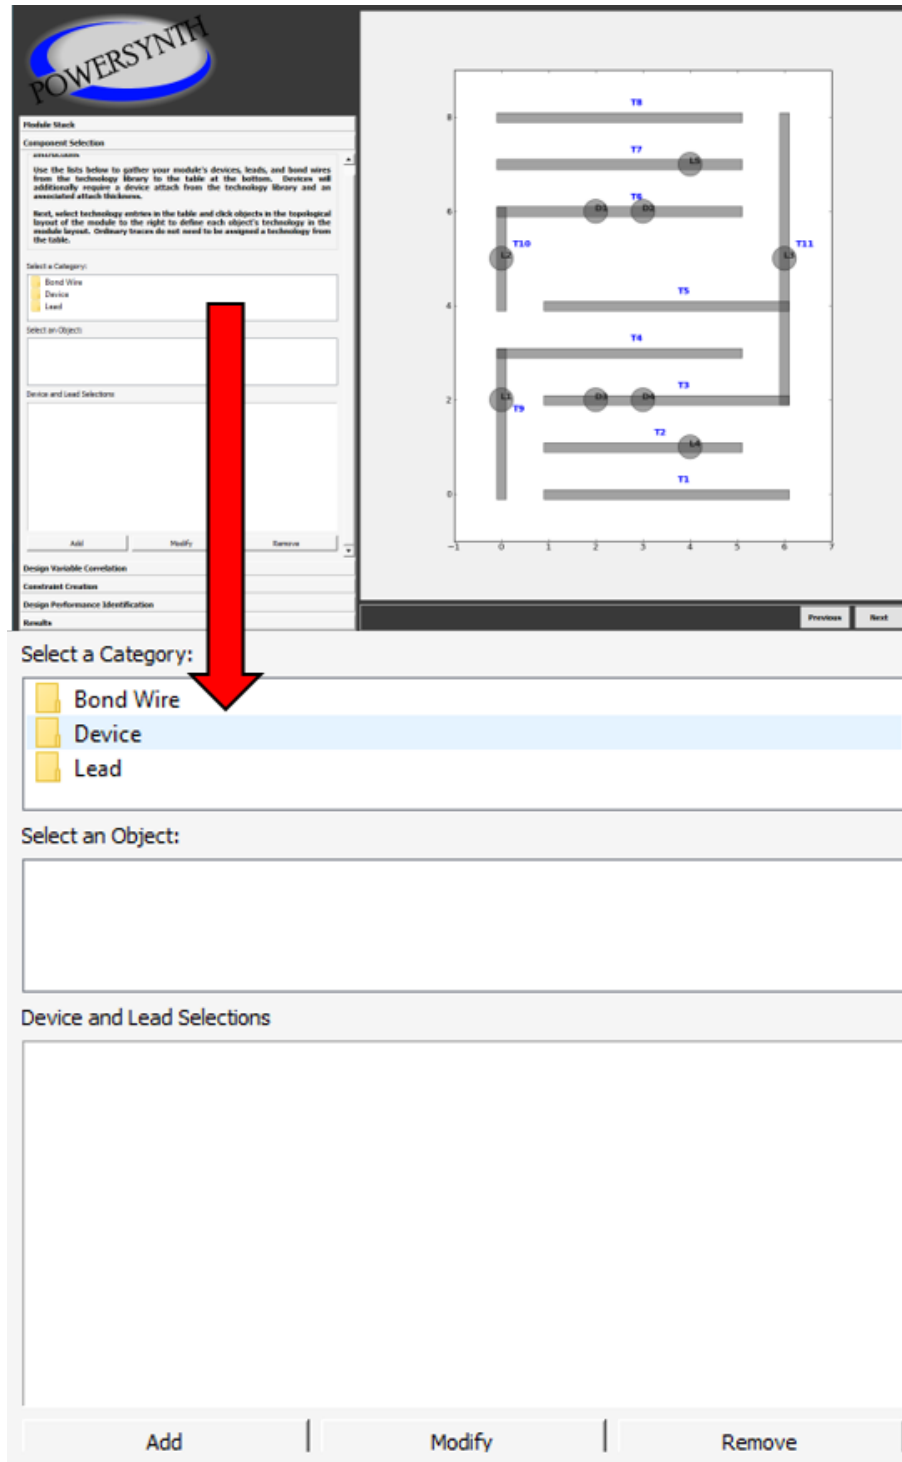 POWERSYNTH
Module Stack
Component Selection
Instructions
Use the lists below to gather your module's devices, leads, and bond wires
from the technology library to the table at the bottom. Devices will
additionally require a device attach from the technology library and an
associated attach thickness.
Next, select technology entries in the table and click objects in the topological
layout of the module to the right to define each object's technology in the
module layout. Ordinary traces do not need to be assigned a technology from
the table.
Select a Category:
Bond Wire
Device
Lead
Select an Object:
Device and Lead Selections
Add Modify Remove
Design Variable Correlation
Constraint Creation
Design Performance Identification
Results
T8
8
T7
L5
T6
6 D1 D2
T10 T11
L2 L3
T5
4
T4
T3
2 L1 D3 D4
T9
T2
L4
T1
0
−1 0 1 2 3 4 5 6 7
Previous Next
Select a Category:
Bond Wire
Device
Lead
Select an Object:
Device and Lead Selections
Add Modify Remove